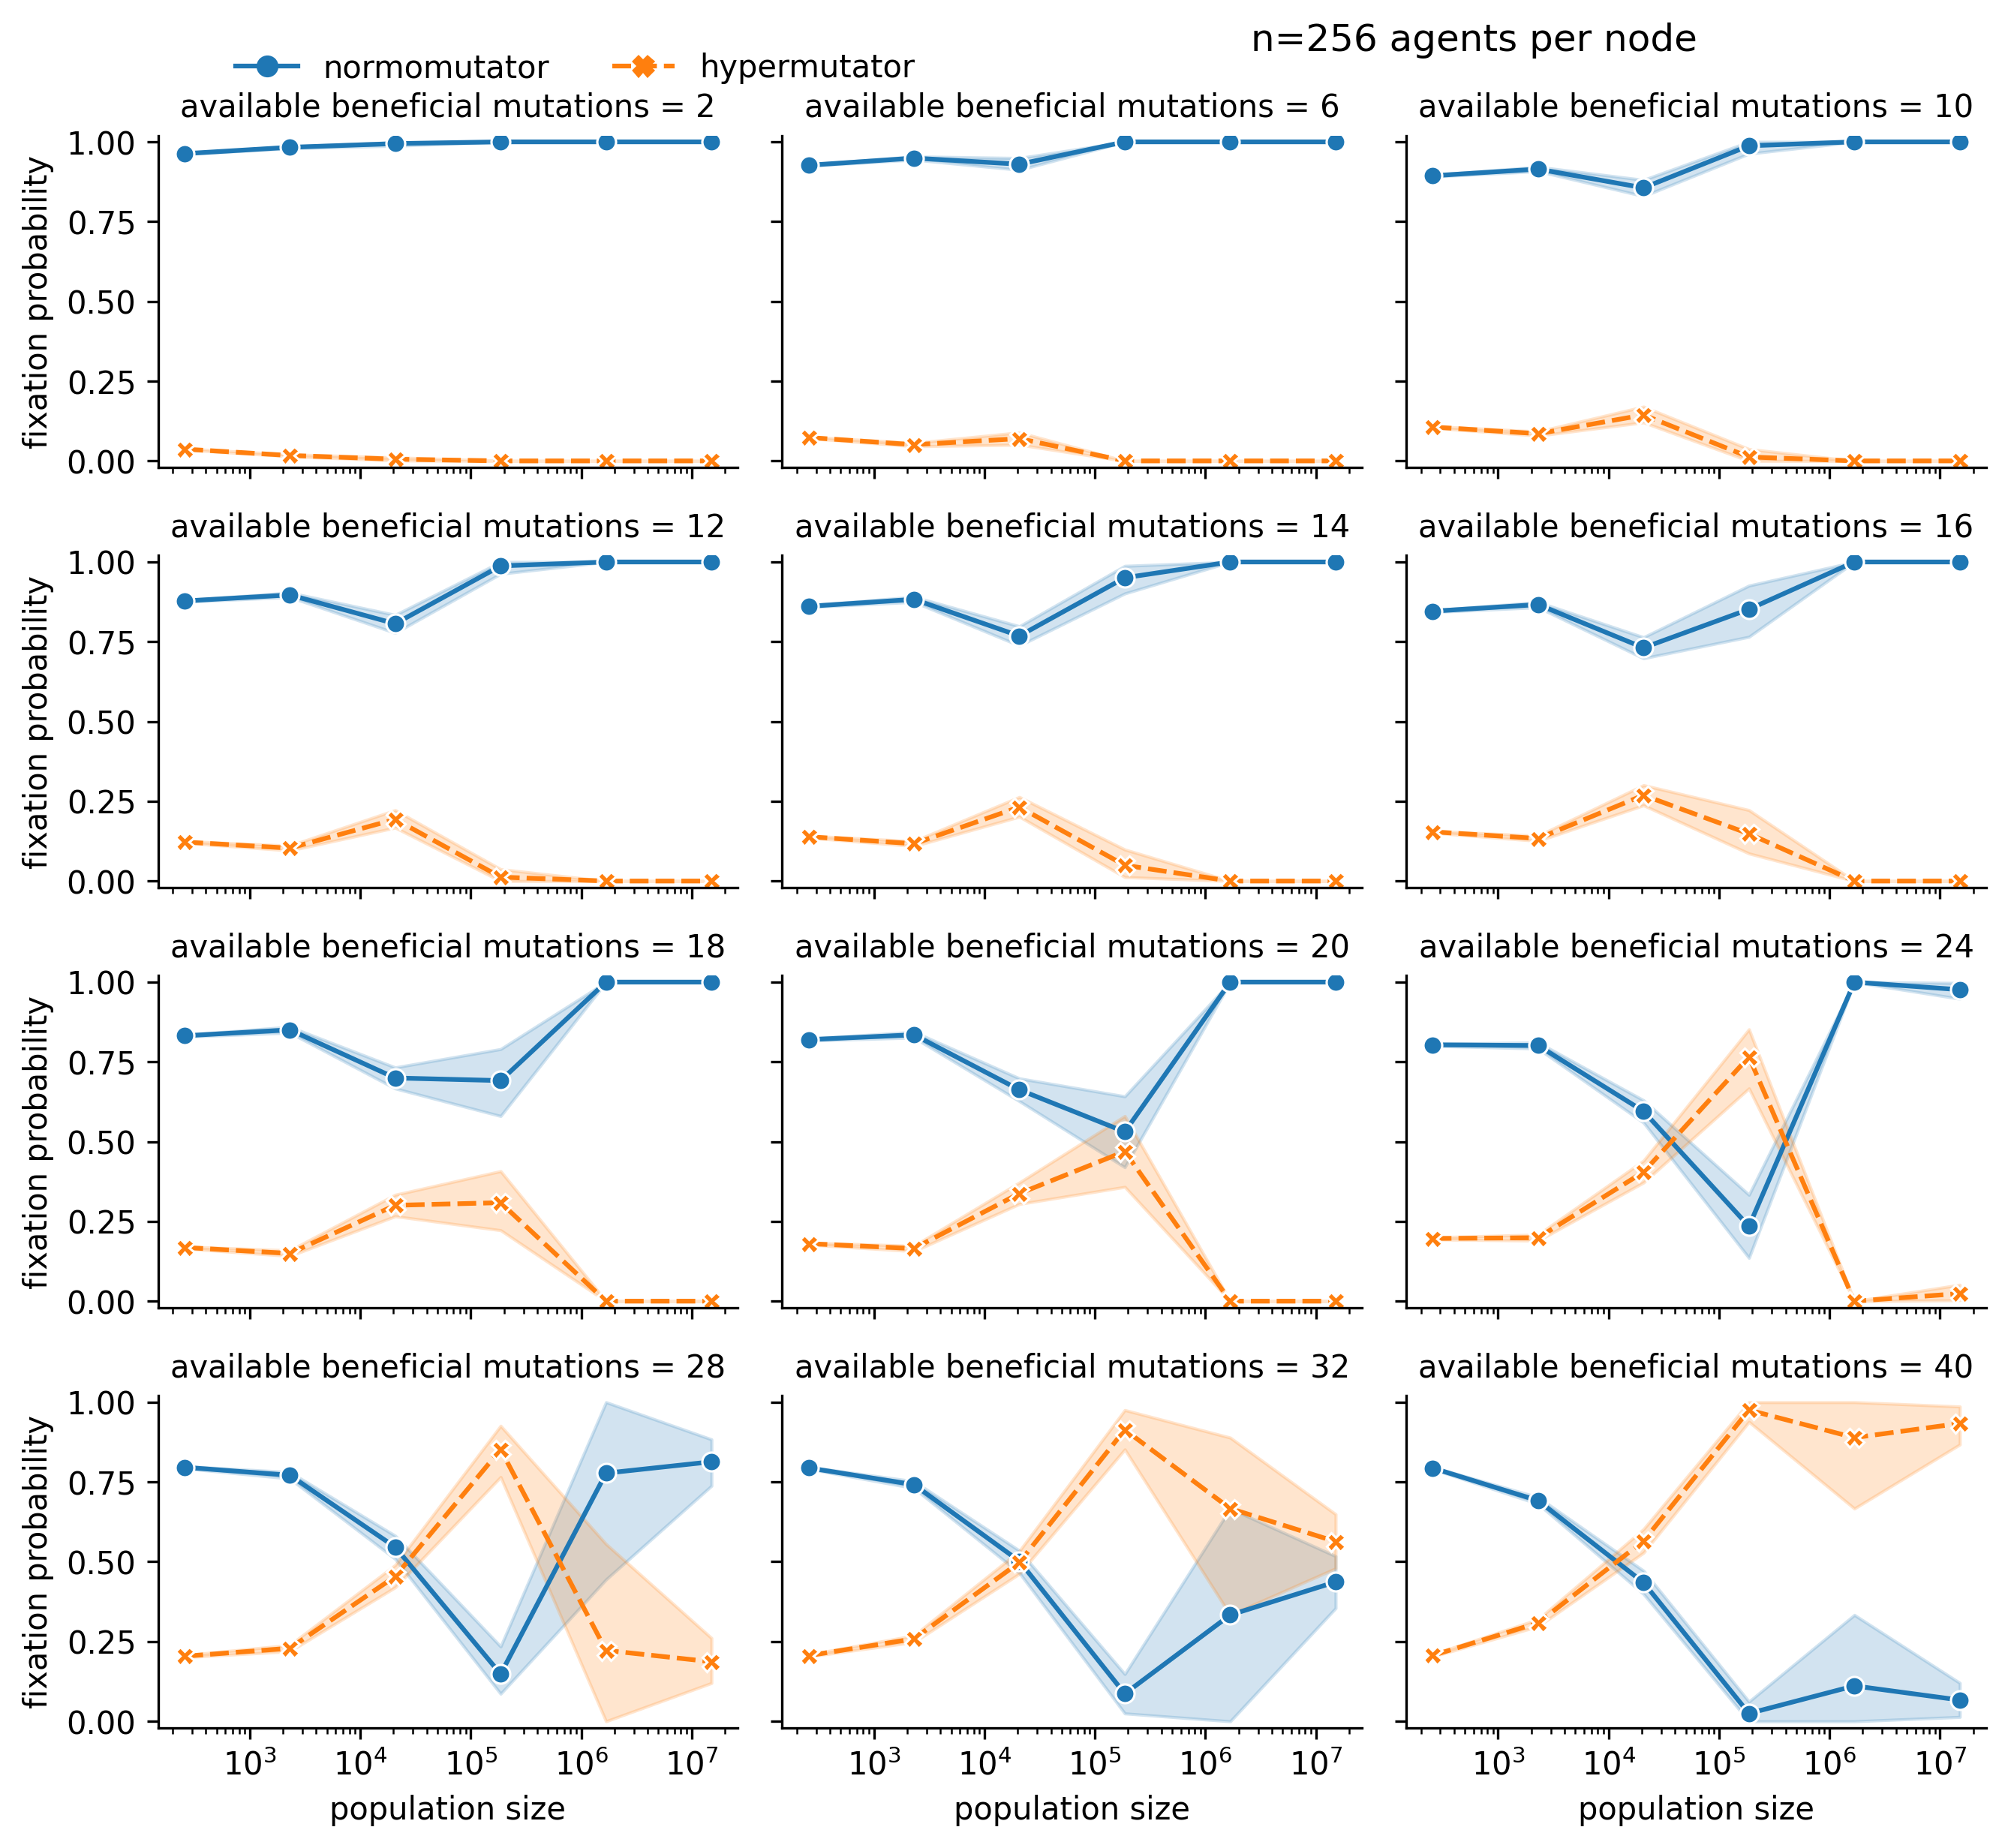 n=256 agents per node
normomutator hypermutator
available beneficial mutations = 2
available beneficial mutations = 6
available beneficial mutations = 10
1.00
0.75
0.50
0.25
0.00
fixation probability
available beneficial mutations = 12
available beneficial mutations = 14
available beneficial mutations = 16
1.00
0.75
0.50
0.25
0.00
fixation probability
available beneficial mutations = 18
available beneficial mutations = 20
available beneficial mutations = 24
1.00
0.75
0.50
0.25
0.00
fixation probability
available beneficial mutations = 28
available beneficial mutations = 32
available beneficial mutations = 40
1.00
0.75
0.50
0.25
0.00
fixation probability
10³ 10⁴ 10⁵ 10⁶ 10⁷
10³ 10⁴ 10⁵ 10⁶ 10⁷
10³ 10⁴ 10⁵ 10⁶ 10⁷
population size
population size
population size